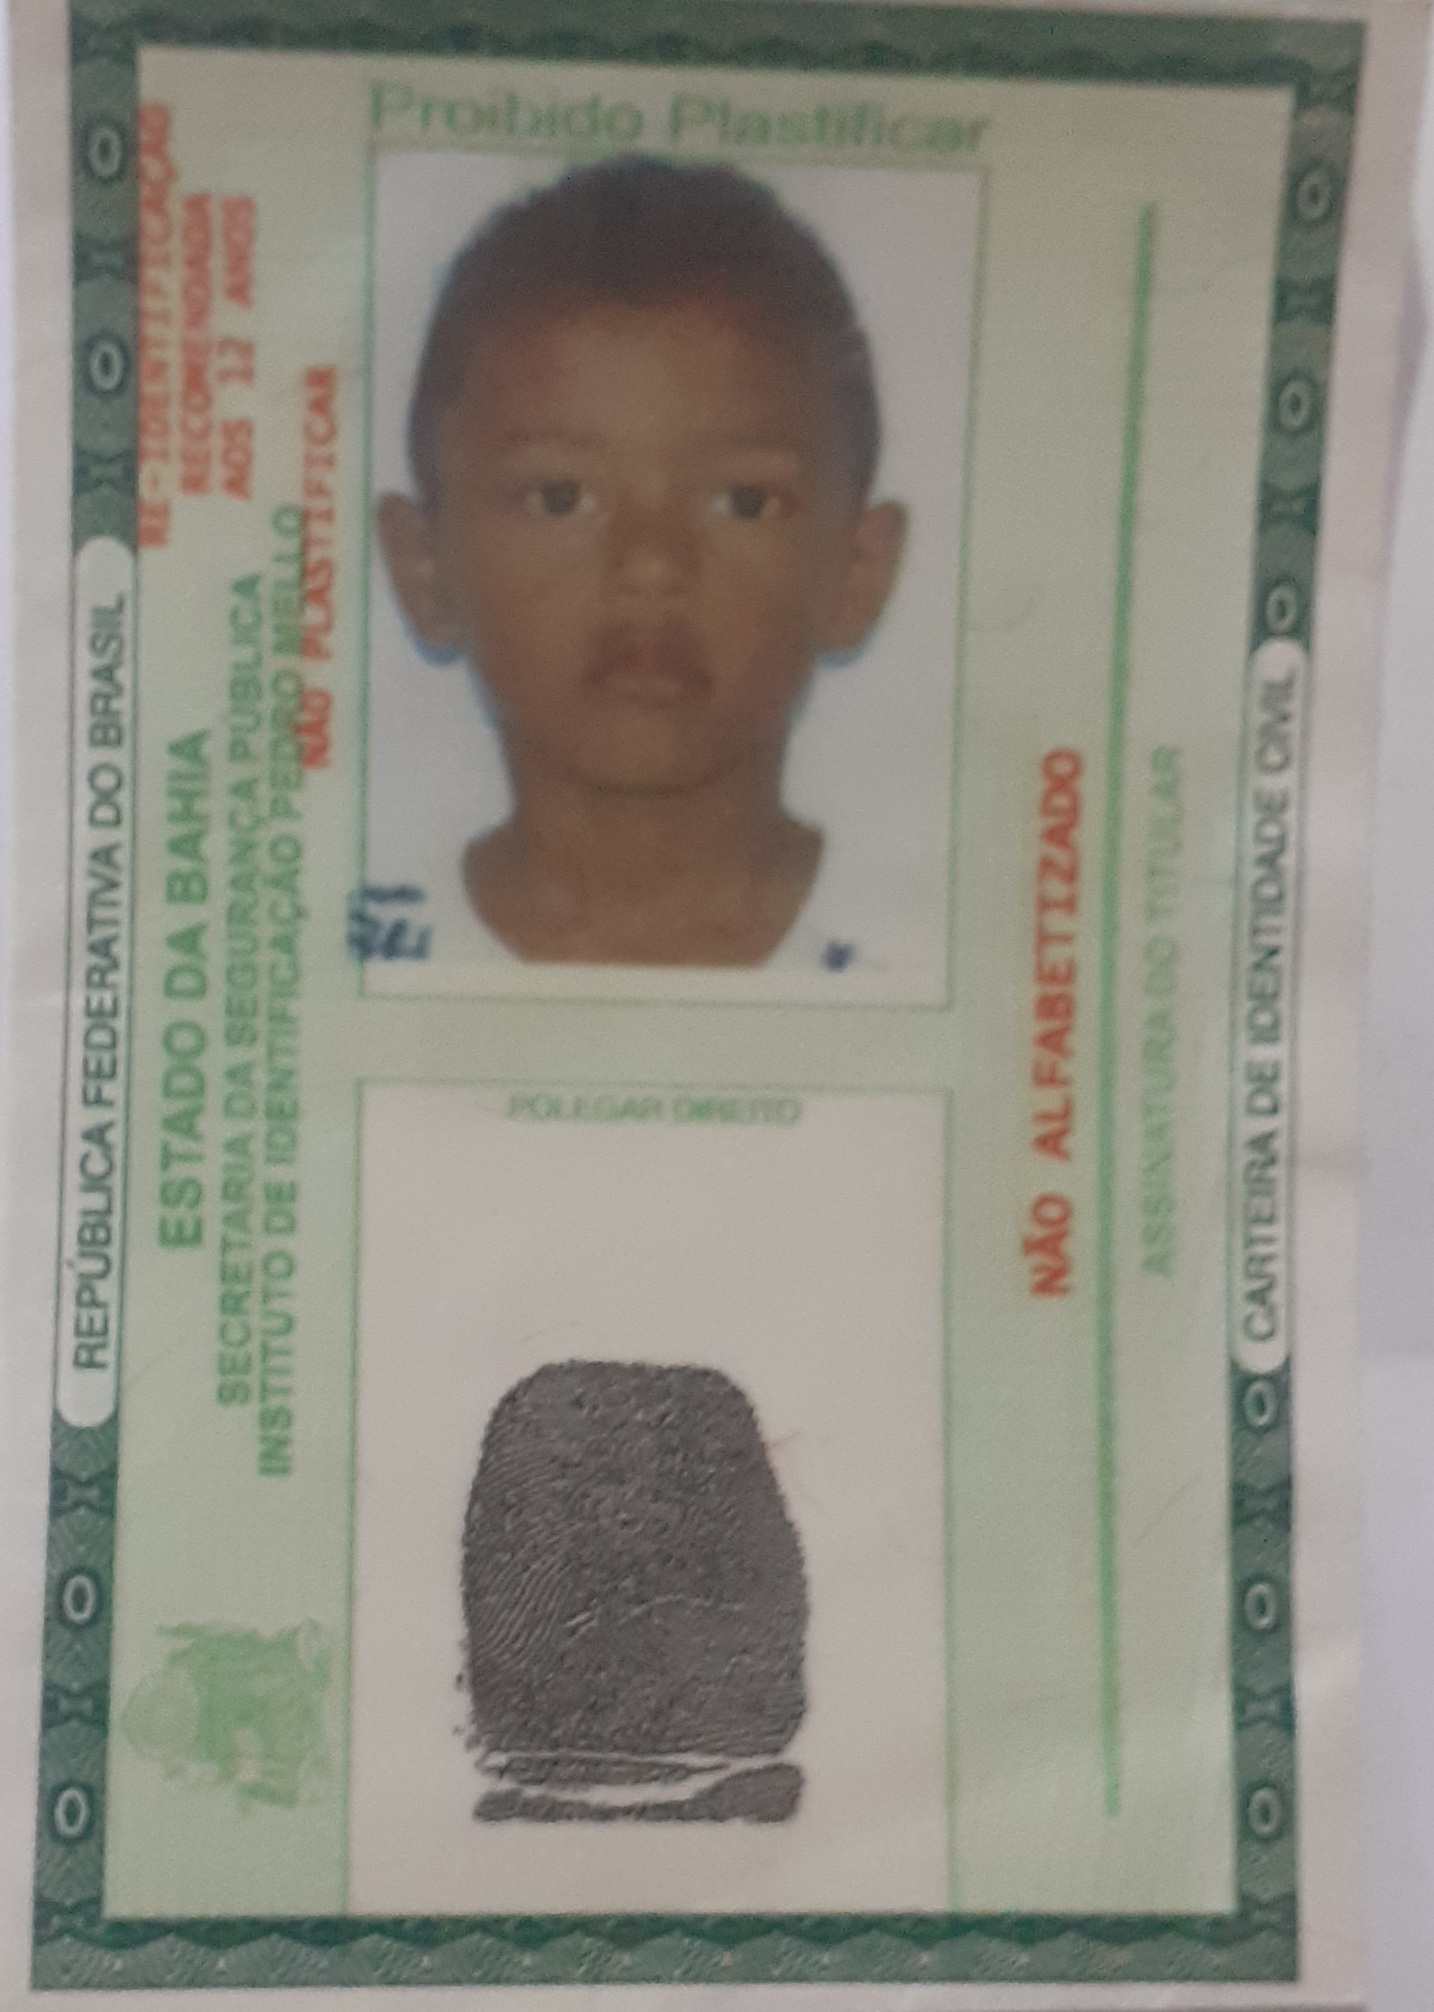 REPÚBLICA FEDERATIVA DO BRASIL
RE-IDENTIFICAÇÃO
RECOMENDADA
AOS 12 ANOS
ESTADO DA BAHIA
SECRETARIA DA SEGURANÇA PÚBLICA
INSTITUTO DE IDENTIFICAÇÃO PEDRO MELLO
NÃO PLASTIFICAR
Proibido Plastificar
POLEGAR DIREITO
NÃO ALFABETIZADO
ASSINATURA DO TITULAR
CARTEIRA DE IDENTIDADE CIVIL